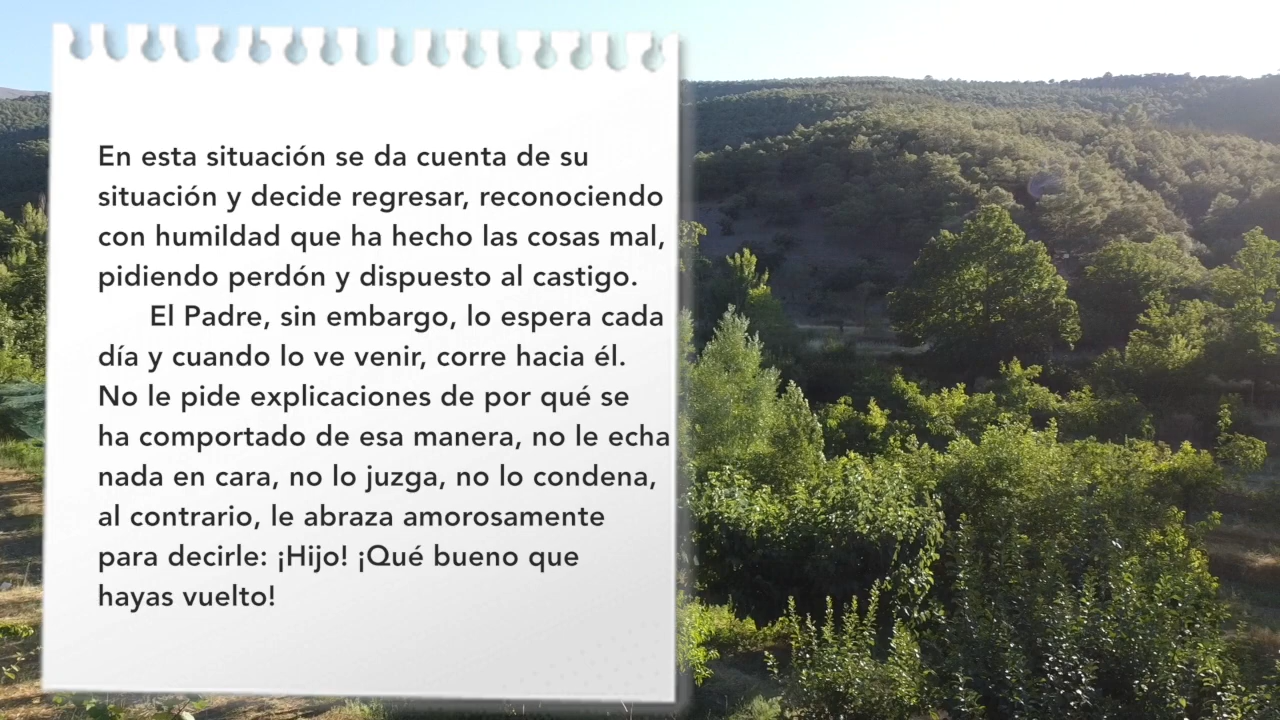 En esta situación se da cuenta de su
situación y decide regresar, reconociendo
con humildad que ha hecho las cosas mal,
pidiendo perdón y dispuesto al castigo.
El Padre, sin embargo, lo espera cada
día y cuando lo ve venir, corre hacia él.
No le pide explicaciones de por qué se
ha comportado de esa manera, no le echa
nada en cara, no lo juzga, no lo condena,
al contrario, le abraza amorosamente
para decirle: ¡Hijo! ¡Qué bueno que
hayas vuelto!